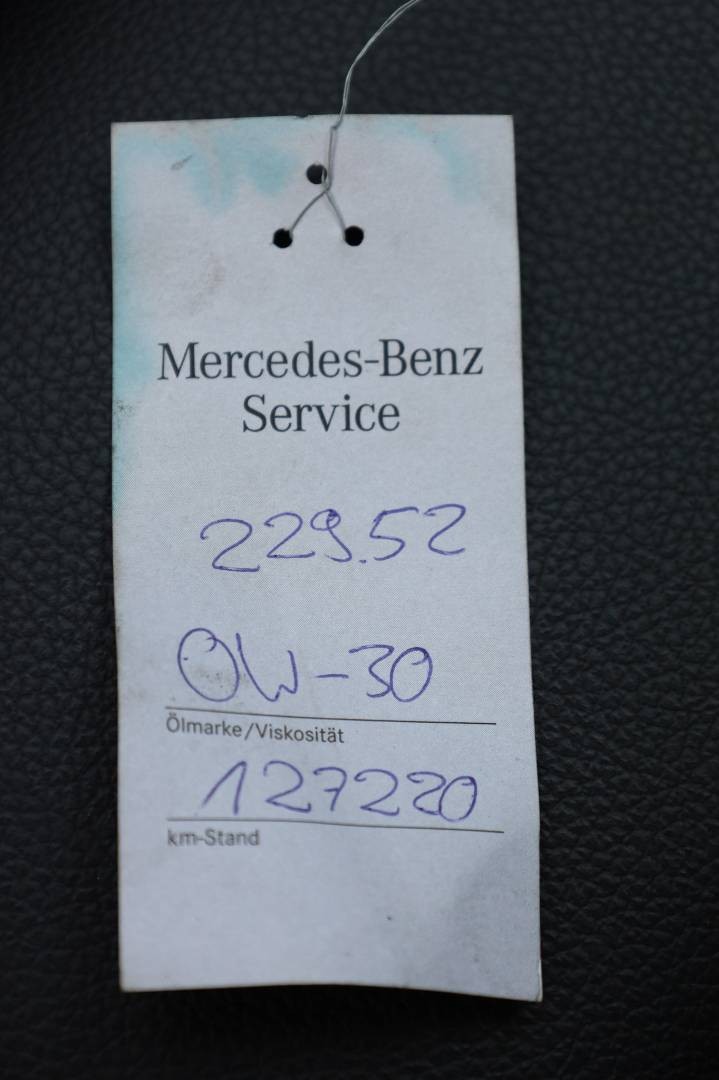 Mercedes-Benz
Service
229.52
0W-30
Ölmarke/Viskosität
127220
km-Stand